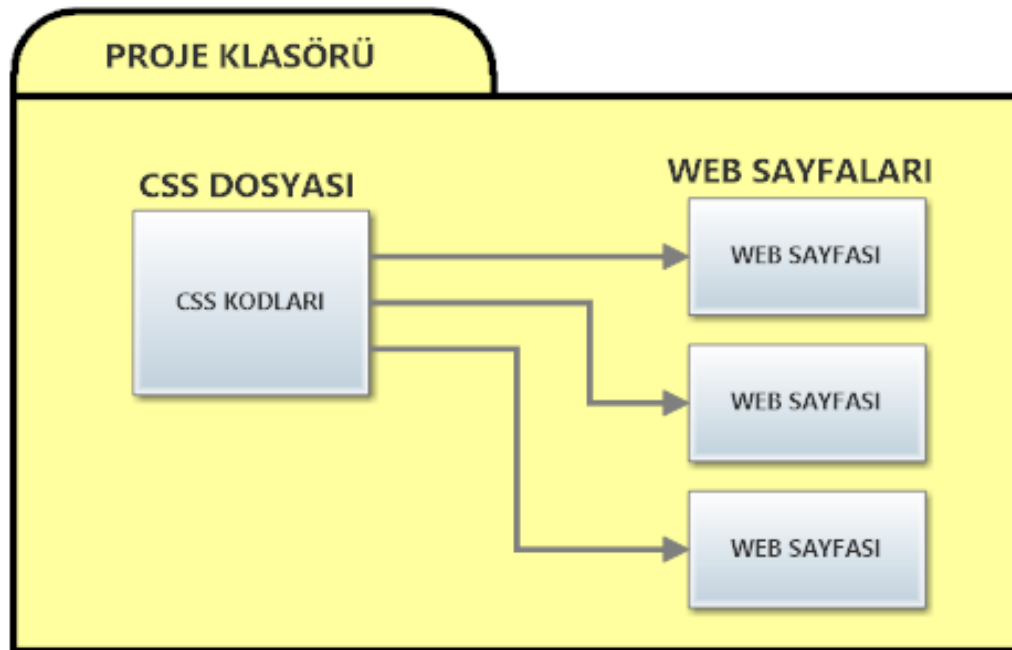 PROJE KLASÖRÜ
CSS DOSYASI
CSS KODLARI
WEB SAYFALARI
WEB SAYFASI
WEB SAYFASI
WEB SAYFASI